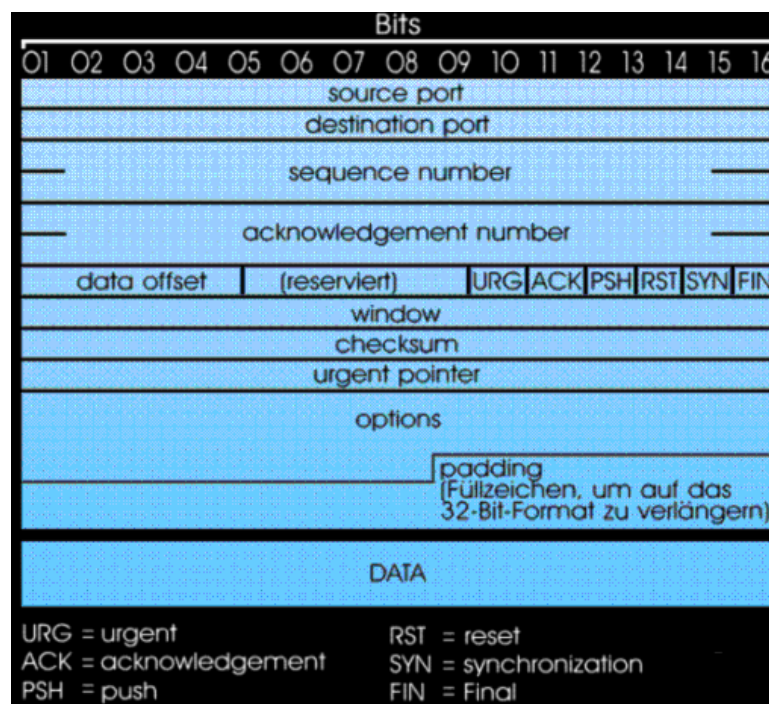 Bits
01 02 03 04 05 06 07 08 09 10 11 12 13 14 15 16
source port
destination port
sequence number
acknowledgement number
data offset (reserviert) URG ACK PSH RST SYN FIN
window
checksum
urgent pointer
options
padding
(Füllzeichen, um auf das
32-Bit-Format zu verlängern)
DATA
URG = urgent RST = reset
ACK = acknowledgement SYN = synchronization
PSH = push FIN = Final